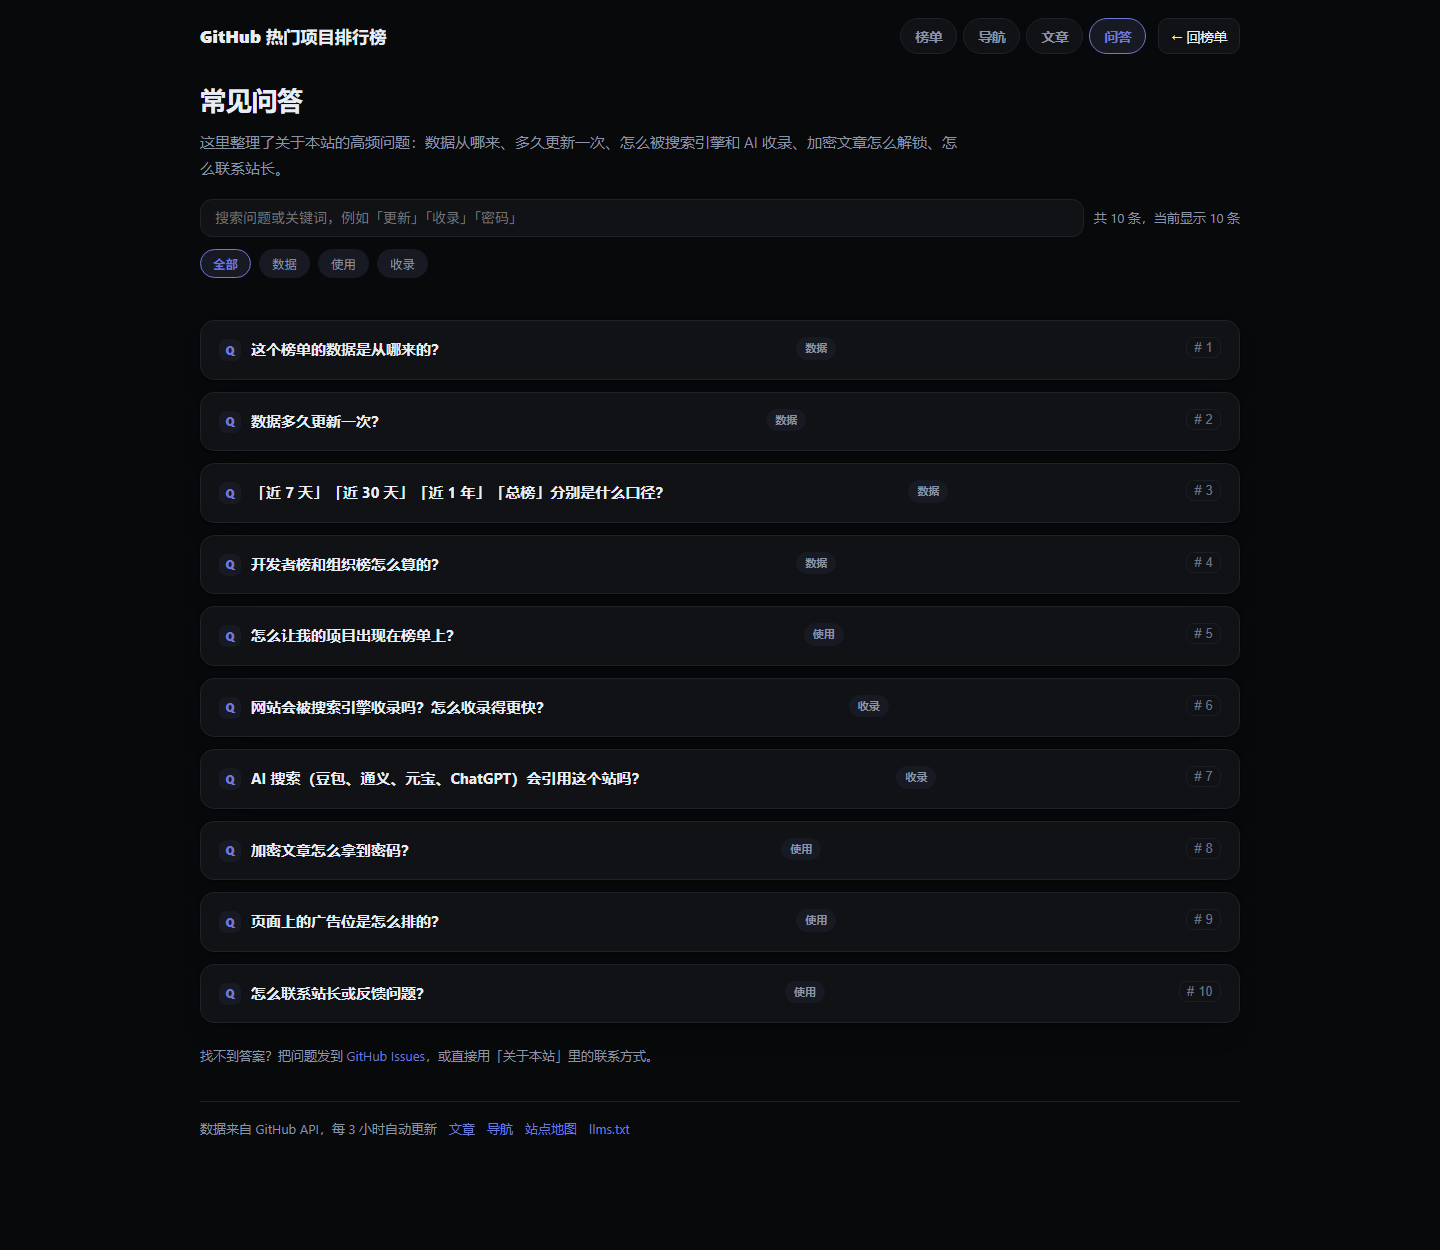 GitHub 热门项目排行榜
榜单 导航 文章 问答 ← 回榜单
常见问答
这里整理了关于本站的高频问题：数据从哪来、多久更新一次、怎么被搜索引擎和 AI 收录、加密文章怎么解锁、怎
么联系站长。
搜索问题或关键词，例如「更新」「收录」「密码」 共 10 条，当前显示 10 条
全部 数据 使用 收录
Q 这个榜单的数据是从哪来的？ 数据 # 1
Q 数据多久更新一次？ 数据 # 2
Q 「近 7 天」「近 30 天」「近 1 年」「总榜」分别是什么口径？ 数据 # 3
Q 开发者榜和组织榜怎么算的？ 数据 # 4
Q 怎么让我的项目出现在榜单上？ 使用 # 5
Q 网站会被搜索引擎收录吗？怎么收录得更快？ 收录 # 6
Q AI 搜索（豆包、通义、元宝、ChatGPT）会引用这个站吗？ 收录 # 7
Q 加密文章怎么拿到密码？ 使用 # 8
Q 页面上的广告位是怎么排的？ 使用 # 9
Q 怎么联系站长或反馈问题？ 使用 # 10
找不到答案？把问题发到 GitHub Issues，或直接用「关于本站」里的联系方式。
数据来自 GitHub API，每 3 小时自动更新 文章 导航 站点地图 llms.txt